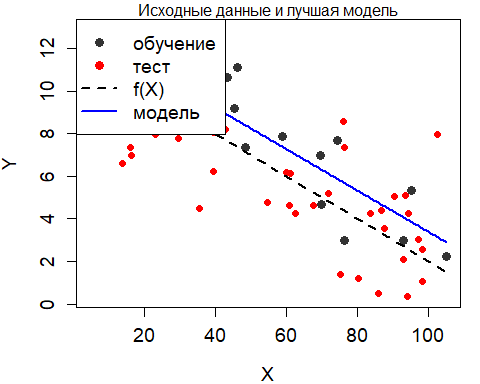 Исходные данные и лучшая модель
обучение
тест
f(X)
модель
Y
0 2 4 6 8 10 12
20 40 60 80 100
X